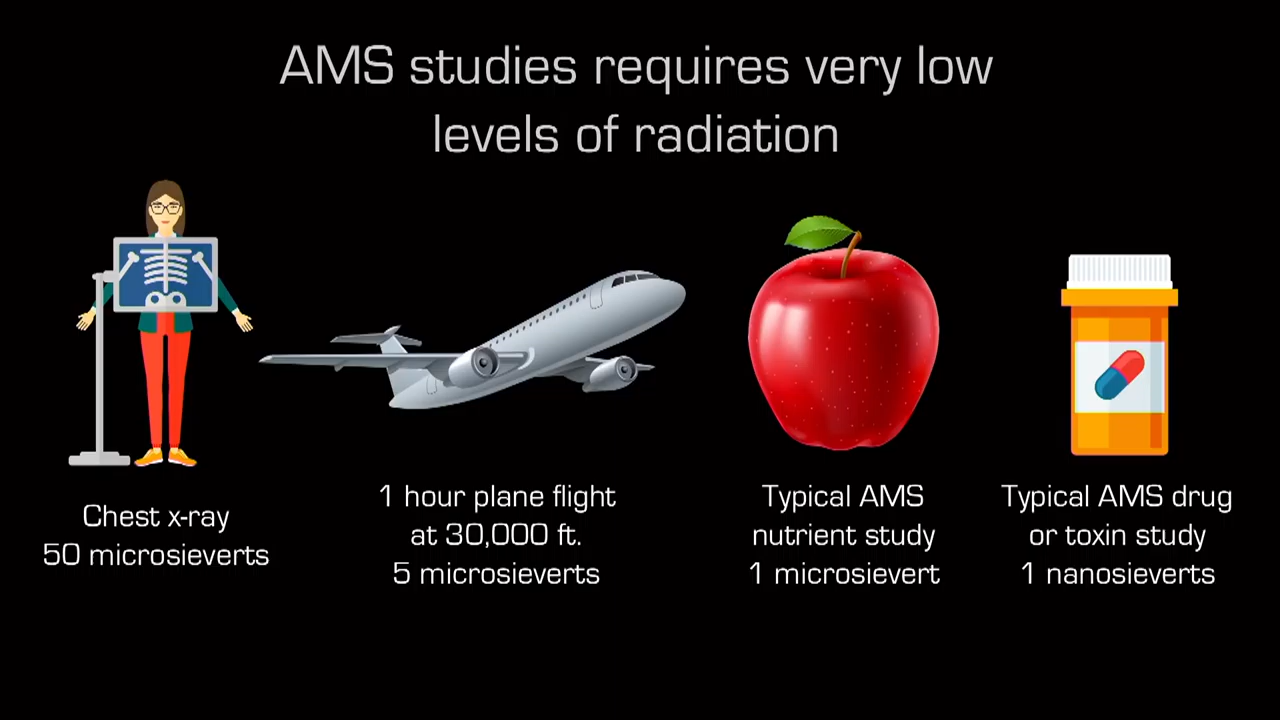 AMS studies requires very low
levels of radiation
Chest x-ray
50 microsieverts
1 hour plane flight
at 30,000 ft.
5 microsieverts
Typical AMS
nutrient study
1 microsievert
Typical AMS drug
or toxin study
1 nanosieverts